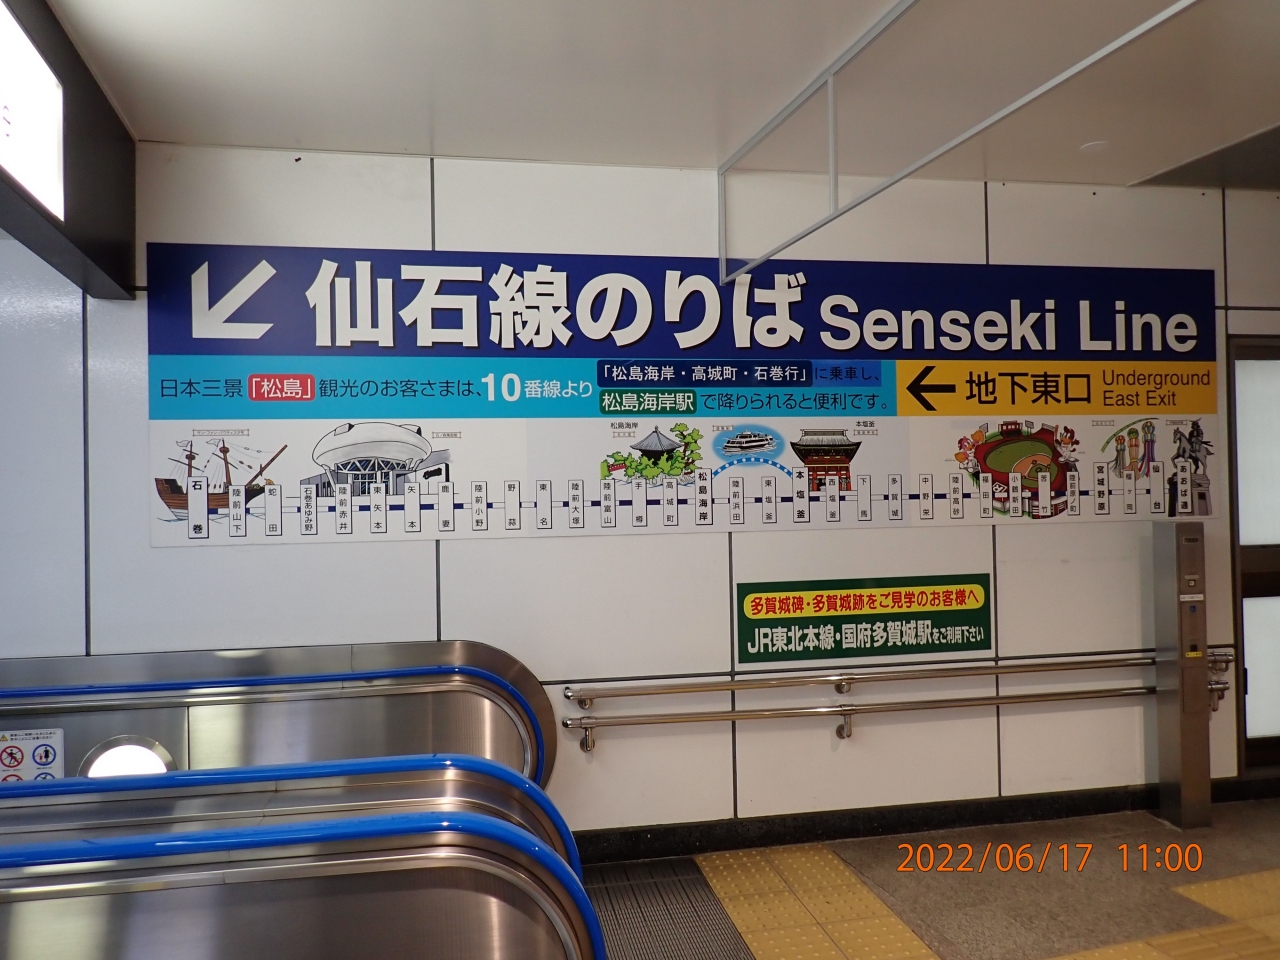 仙石線のりば Senseki Line
日本三景「松島」観光のお客さまは、10番線より「松島海岸・高城町・石巻行」に乗車し、
松島海岸駅で降りられると便利です。
地下東口 Underground
East Exit
松島海岸
本塩釜
石巻
陸前山下
蛇田
石巻あゆみ野
陸前赤井
東矢本
矢本
鹿妻
陸前小野
野蒜
東名
陸前大塚
陸前富山
手樽
高城町
松島海岸
陸前浜田
東塩釜
本塩釜
西塩釜
下馬
多賀城
中野栄
陸前高砂
福田町
小鶴新田
苦竹
陸前原ノ町
宮城野原
榴ヶ岡
仙台
あおば通
多賀城碑・多賀城跡をご見学のお客様へ
JR東北本線・国府多賀城駅をご利用下さい
2022/06/17 11:00